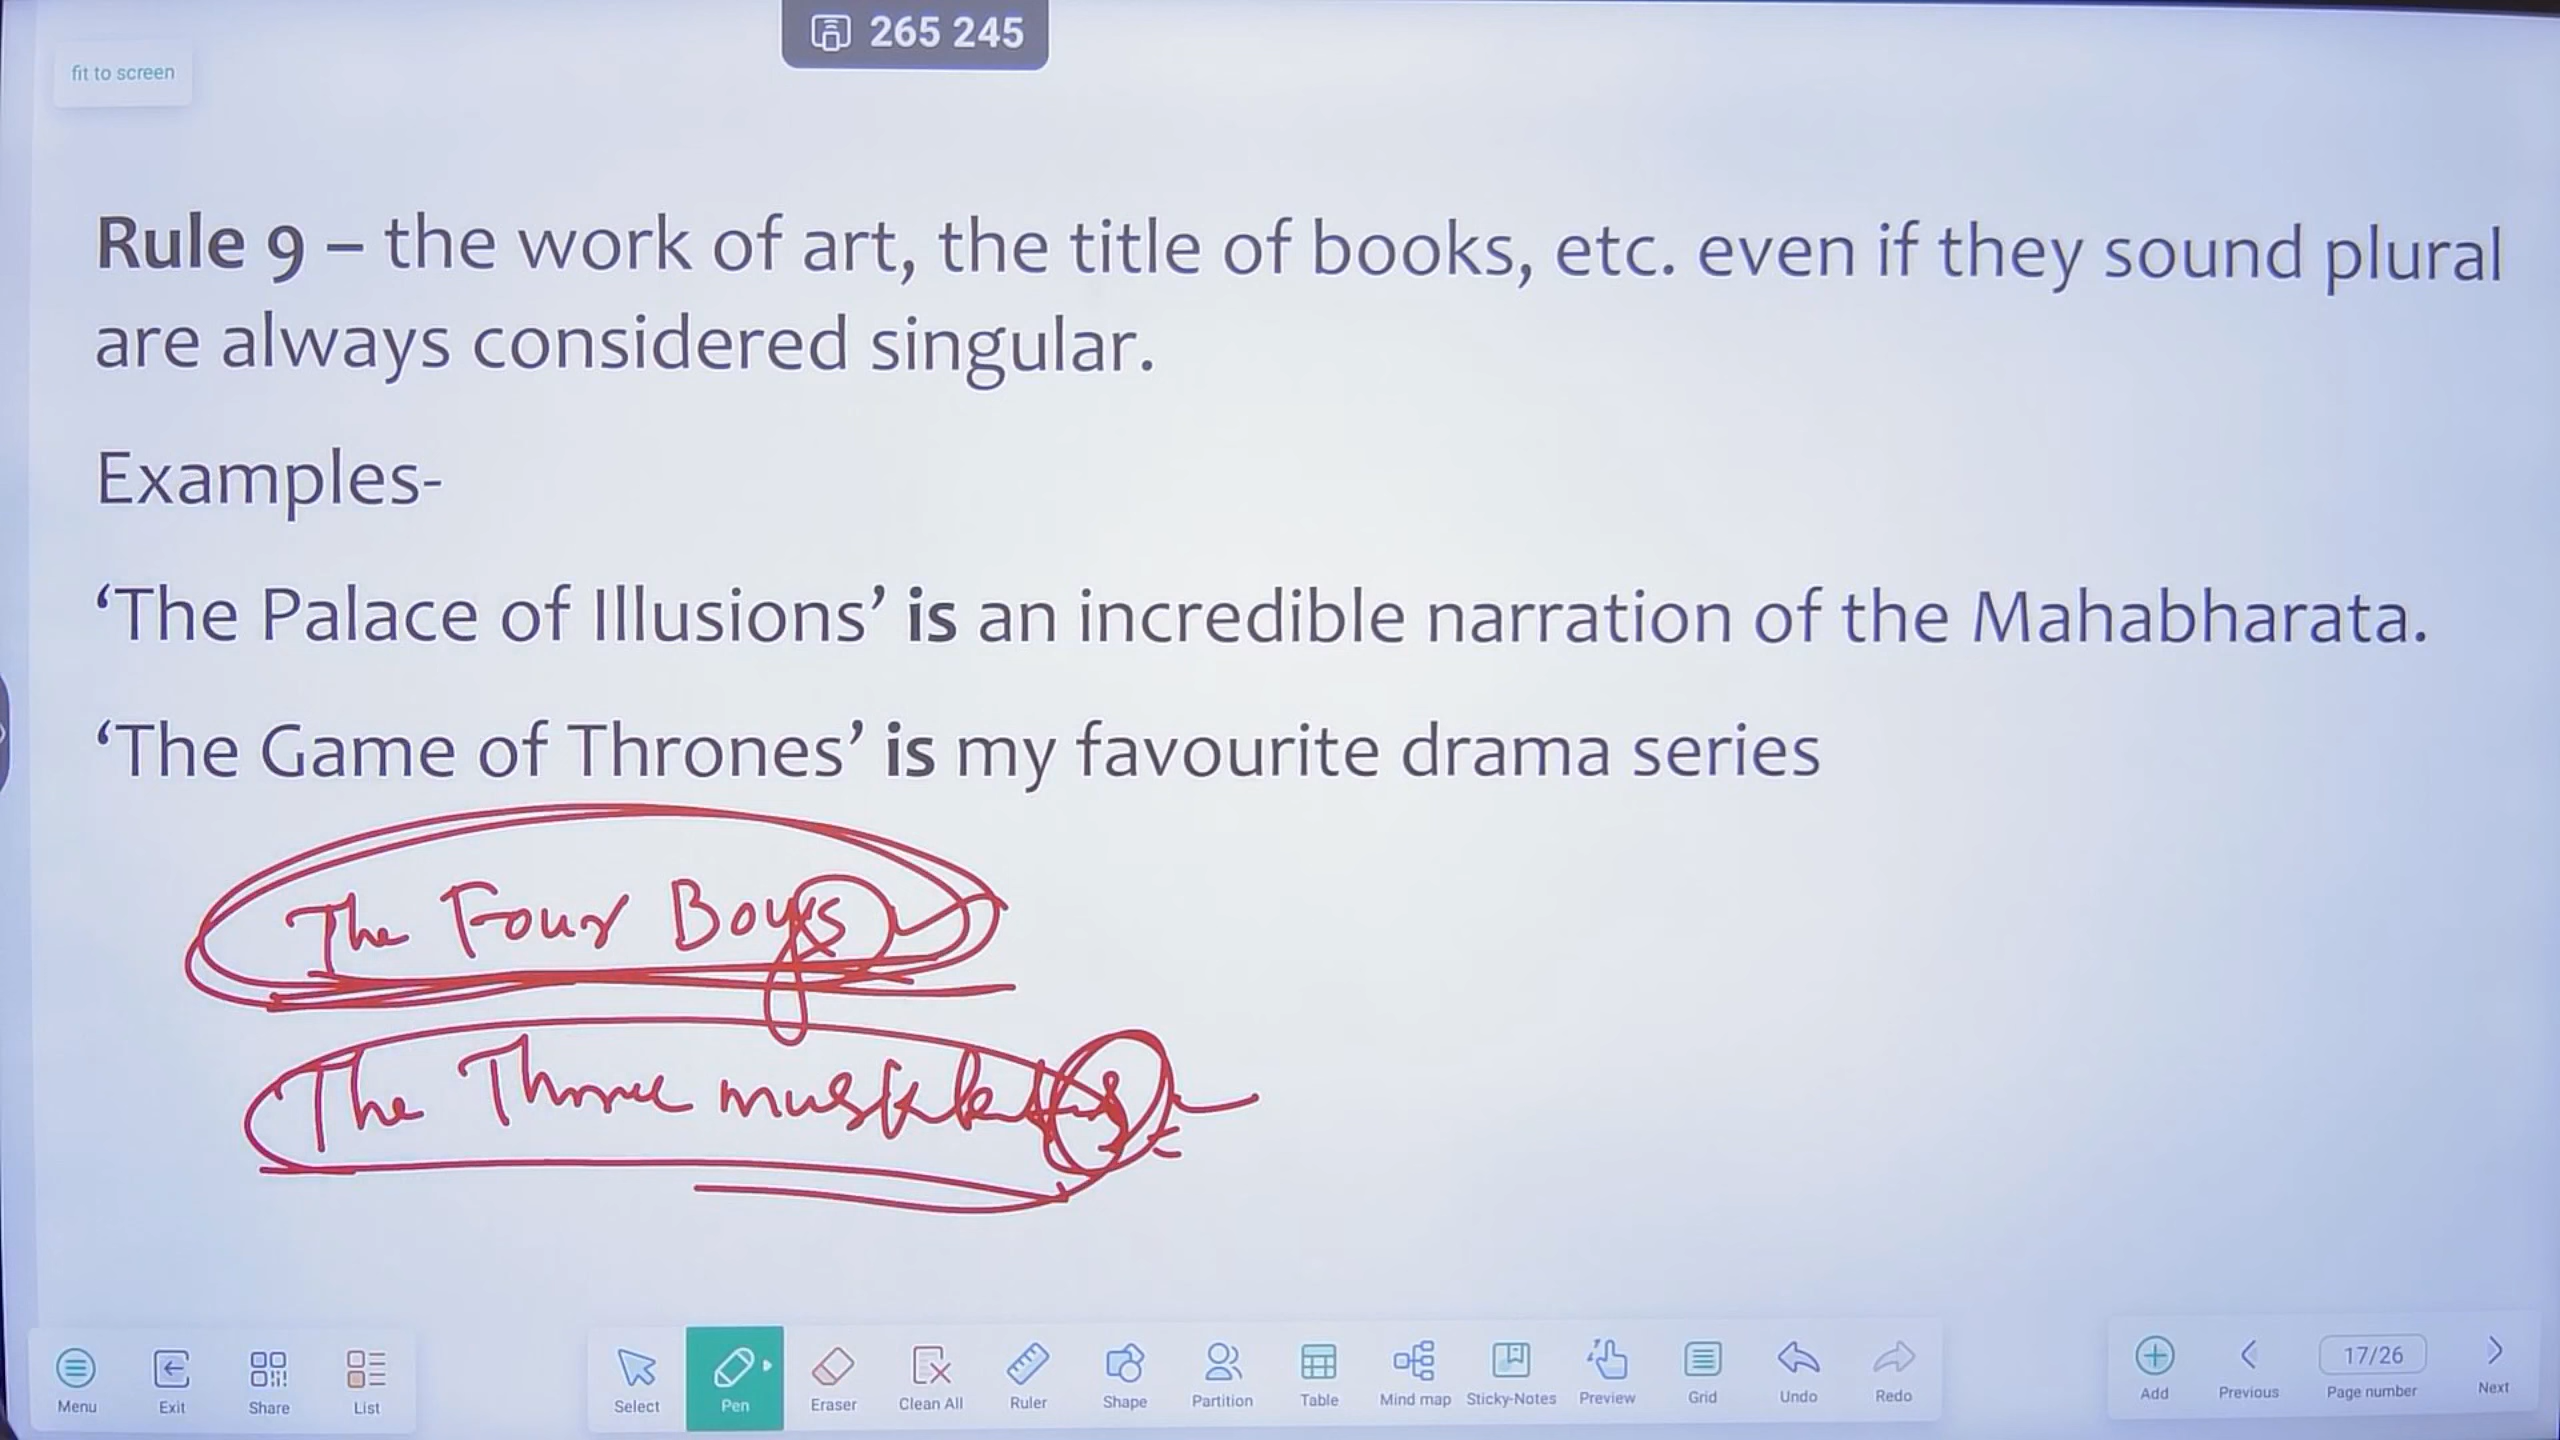 265 245
fit to screen
Rule 9 – the work of art, the title of books, etc. even if they sound plural
are always considered singular.
Examples-
‘The Palace of Illusions’ is an incredible narration of the Mahabharata.
‘The Game of Thrones’ is my favourite drama series
The Four Boys
The Three
Menu Exit Share List Select Pen Eraser Clean All Ruler Shape Partition Table Mind map Sticky-Notes Preview Grid Undo Redo Add Previous 17/26 Page number Next